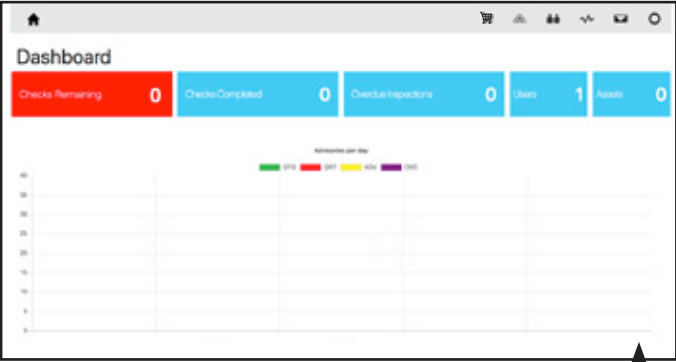 Dashboard
Checks Remaining 0
Checks Completed 0
Overdue Inspections 0
Users 1
Assets 0
Advisories per day
ADV
40
35
30
25
20
15
10
5
0